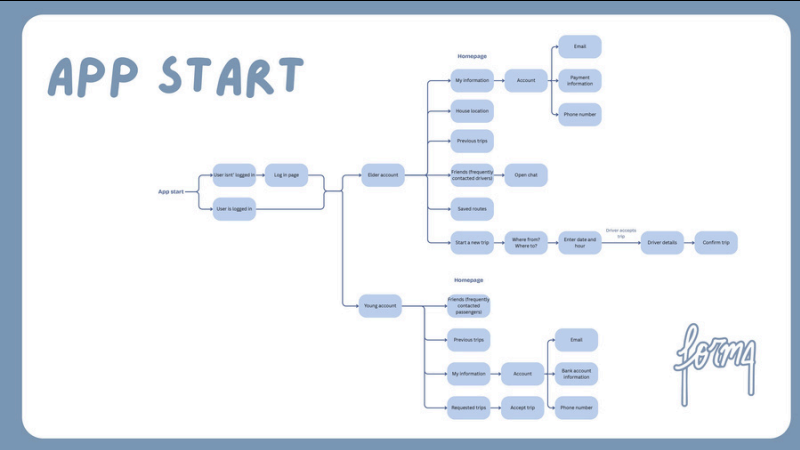 APP START
Homepage
Email
My information
Account
Payment
information
Phone number
House location
Previous trips
App start
User isnt' logged in
Log in page
Elder account
Friends (frequently
contacted drivers)
Open chat
User is logged in
Saved routes
Start a new trip
Where from?
Where to?
Enter date and
hour
Driver accepts
trip
Driver details
Confirm trip
Homepage
Young account
Friends (frequently
contacted
passengers)
Previous trips
Email
My information
Account
Bank account
information
Requested trips
Accept trip
Phone number
forma